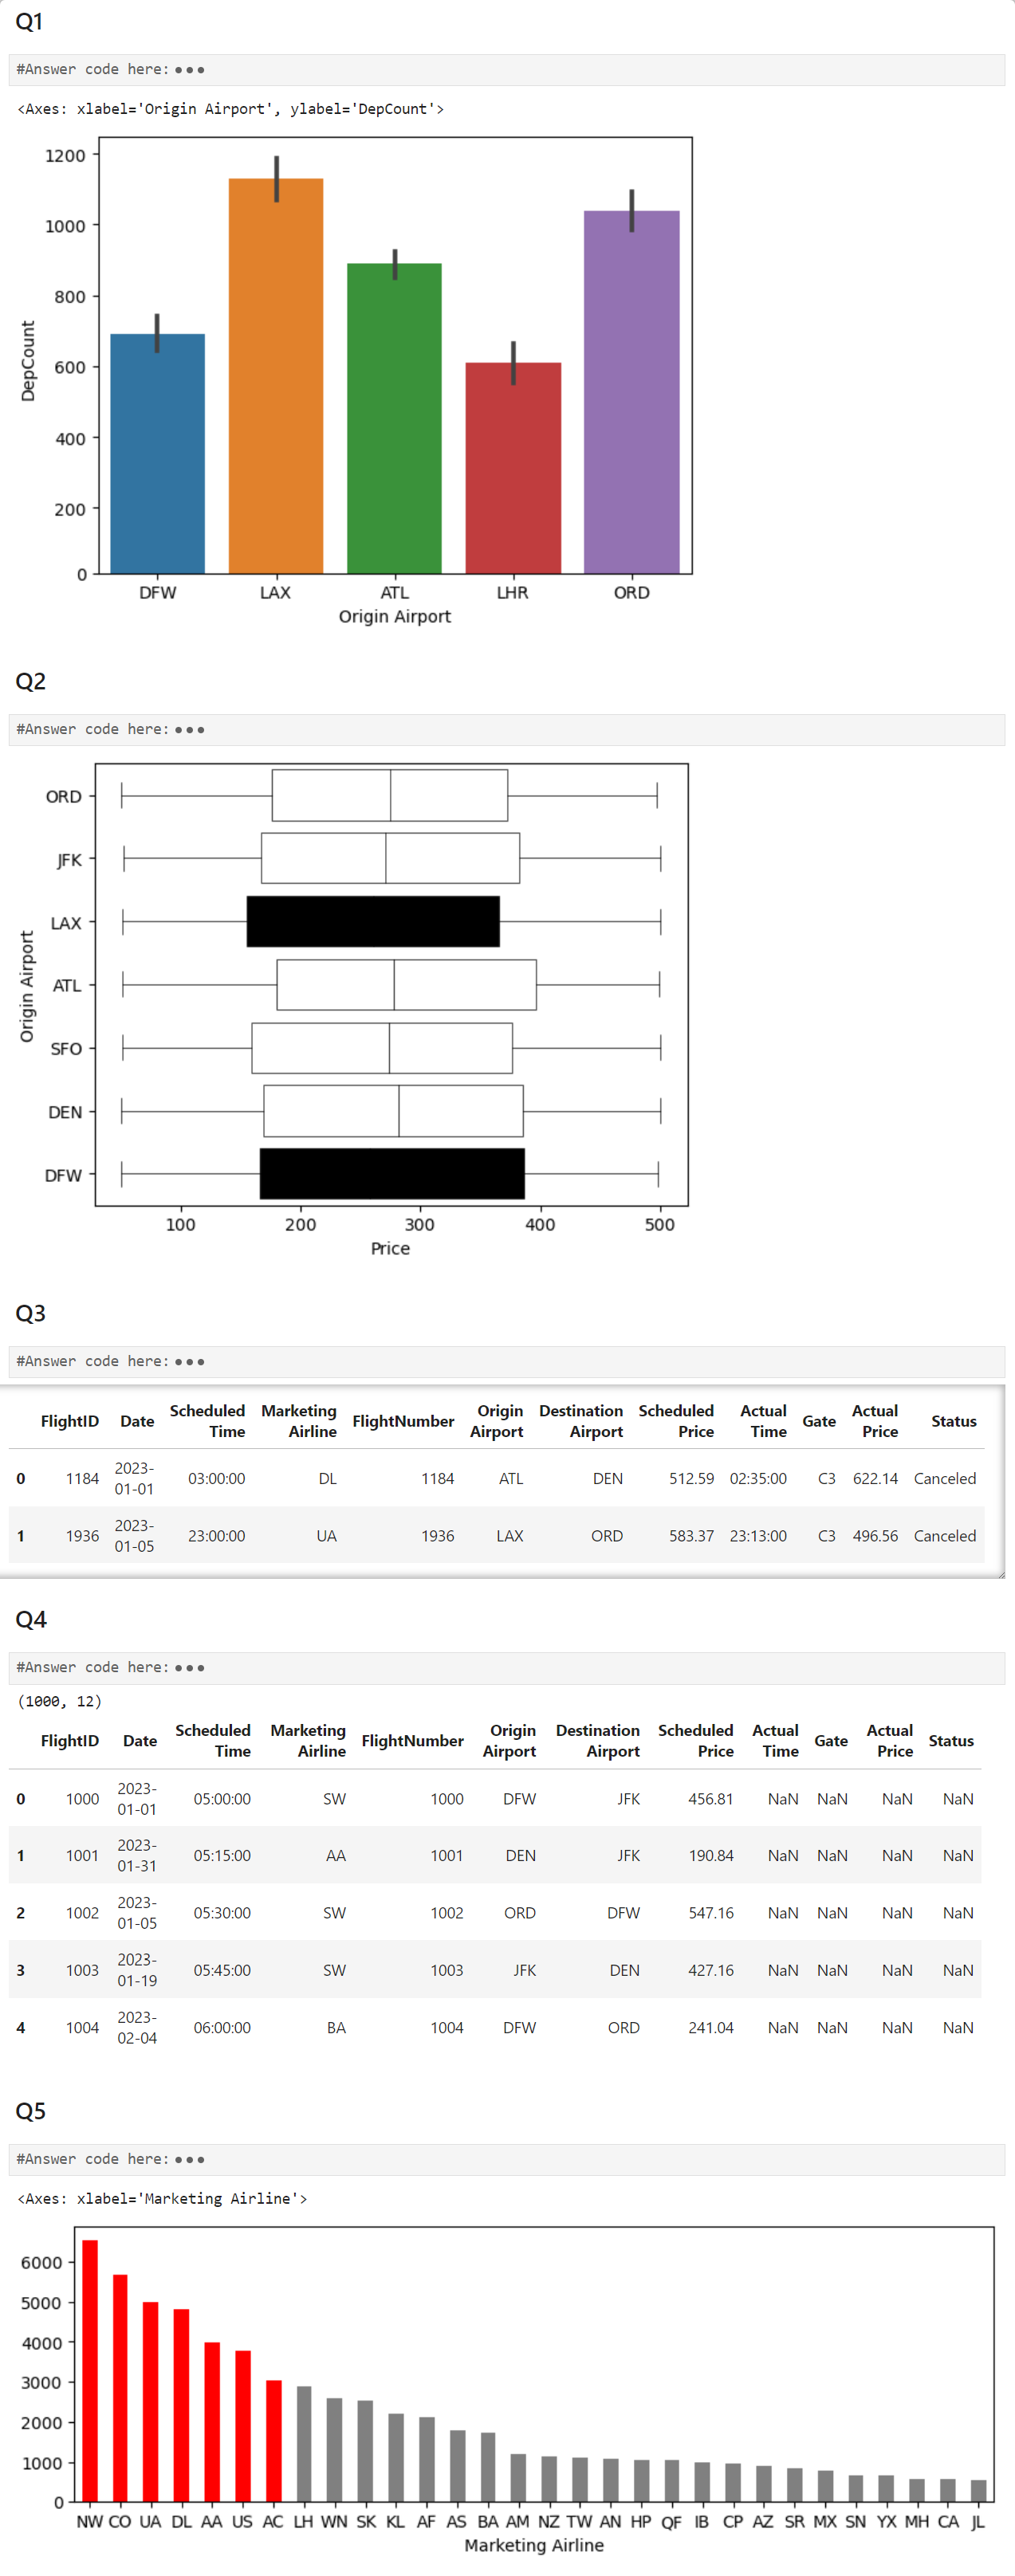 Q1
#Answer code here: •••
<Axes: xlabel='Origin Airport', ylabel='DepCount'>
1200
1000
800
600
400
200
0
DepCount
DFW LAX ATL LHR ORD
Origin Airport
Q2
#Answer code here: •••
ORD
JFK
LAX
ATL
SFO
DEN
DFW
Origin Airport
100 200 300 400 500
Price
Q3
#Answer code here: •••
FlightID Date Scheduled Time Marketing Airline FlightNumber Origin Airport Destination Airport Scheduled Price Actual Time Gate Actual Price Status
0 1184 2023-01-01 03:00:00 DL 1184 ATL DEN 512.59 02:35:00 C3 622.14 Canceled
1 1936 2023-01-05 23:00:00 UA 1936 LAX ORD 583.37 23:13:00 C3 496.56 Canceled
Q4
#Answer code here: •••
(1000, 12)
FlightID Date Scheduled Time Marketing Airline FlightNumber Origin Airport Destination Airport Scheduled Price Actual Time Gate Actual Price Status
0 1000 2023-01-01 05:00:00 SW 1000 DFW JFK 456.81 NaN NaN NaN NaN
1 1001 2023-01-31 05:15:00 AA 1001 DEN JFK 190.84 NaN NaN NaN NaN
2 1002 2023-01-05 05:30:00 SW 1002 ORD DFW 547.16 NaN NaN NaN NaN
3 1003 2023-01-19 05:45:00 SW 1003 JFK DEN 427.16 NaN NaN NaN NaN
4 1004 2023-02-04 06:00:00 BA 1004 DFW ORD 241.04 NaN NaN NaN NaN
Q5
#Answer code here: •••
<Axes: xlabel='Marketing Airline'>
6000
5000
4000
3000
2000
1000
0
NW CO UA DL AA US AC LH WN SK KL AF AS BA AM NZ TW AN HP QF IB CP AZ SR MX SN YX MH CA JL
Marketing Airline